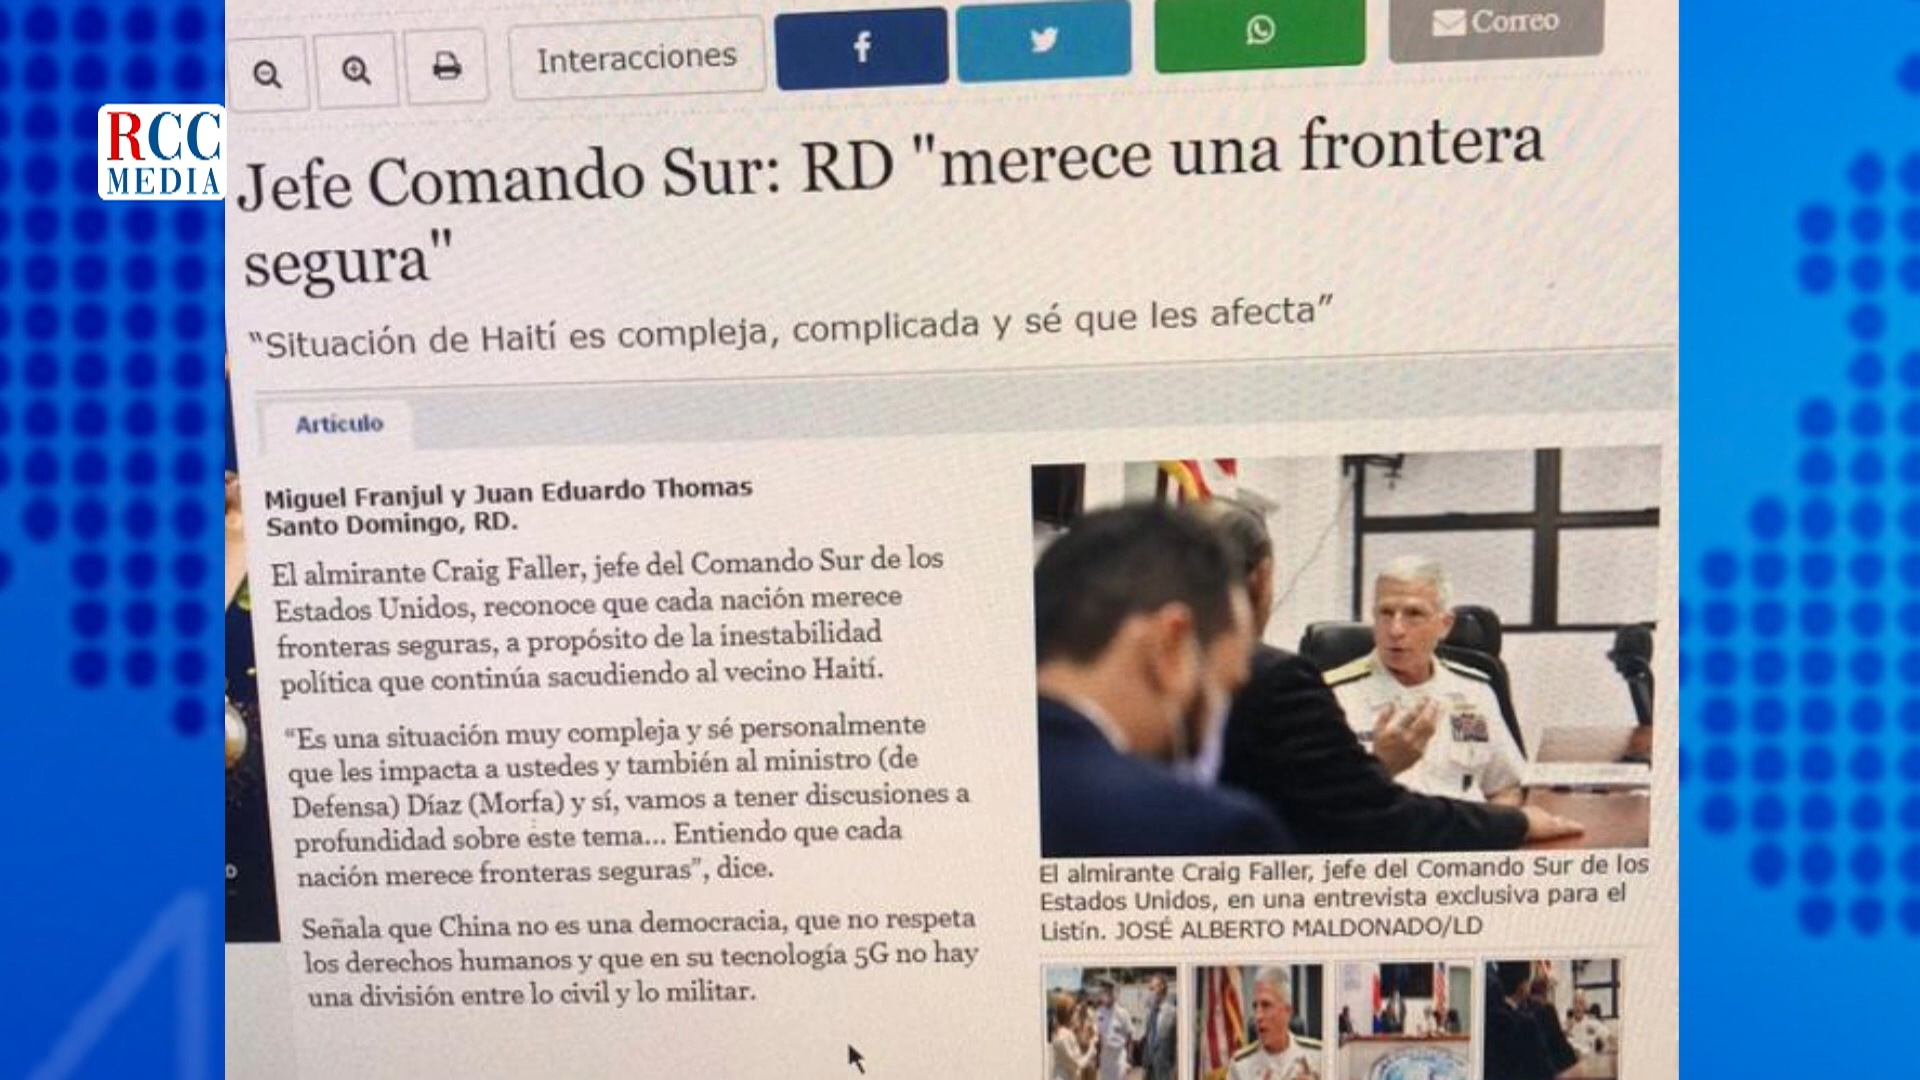 Interacciones
Correo
RCC
MEDIA
Jefe Comando Sur: RD "merece una frontera
segura"
“Situación de Haití es compleja, complicada y sé que les afecta”
Artículo
Miguel Franjul y Juan Eduardo Thomas
Santo Domingo, RD.
El almirante Craig Faller, jefe del Comando Sur de los
Estados Unidos, reconoce que cada nación merece
fronteras seguras, a propósito de la inestabilidad
política que continúa sacudiendo al vecino Haití.
“Es una situación muy compleja y sé personalmente
que les impacta a ustedes y también al ministro (de
Defensa) Díaz (Morfa) y sí, vamos a tener discusiones a
profundidad sobre este tema... Entiendo que cada
nación merece fronteras seguras”, dice.
Señala que China no es una democracia, que no respeta
los derechos humanos y que en su tecnología 5G no hay
una división entre lo civil y lo militar.
El almirante Craig Faller, jefe del Comando Sur de los
Estados Unidos, en una entrevista exclusiva para el
Listín. JOSÉ ALBERTO MALDONADO/LD